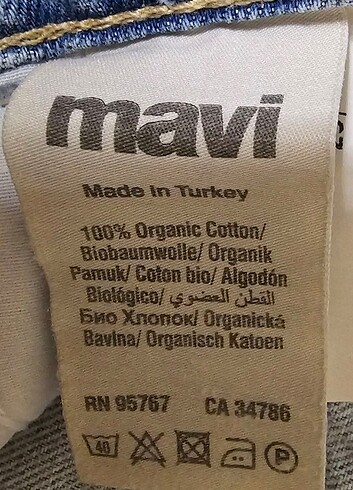 mavi
Made in Turkey
100% Organic Cotton/
Biobaumwolle/ Organik
Pamuk/ Coton bio/ Algodón
Biológico/ القطن العضوي /
Био Хлопок/ Organická
Bavlna/ Organisch Katoen
RN 95767 CA 34786
40 P